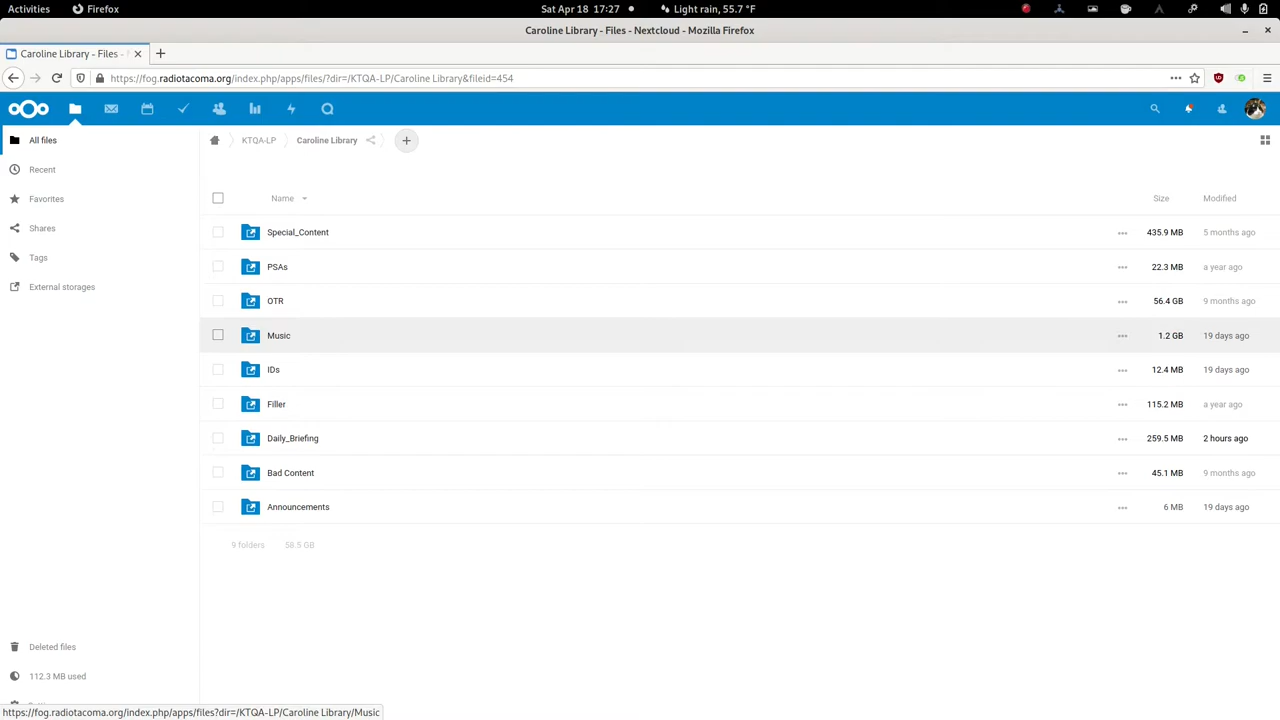 Activities Firefox Sat Apr 18 17:27 Light rain, 55.7 °F
Caroline Library - Files - Nextcloud - Mozilla Firefox
Caroline Library - Files -
https://fog.radiotacoma.org/index.php/apps/files/?dir=/KTQA-LP/Caroline Library&fileid=454
All files KTQA-LP Caroline Library
Recent
Favorites
Shares
Tags
External storages
Name Size Modified
Special_Content 435.9 MB 5 months ago
PSAs 22.3 MB a year ago
OTR 56.4 GB 9 months ago
Music 1.2 GB 19 days ago
IDs 12.4 MB 19 days ago
Filler 115.2 MB a year ago
Daily_Briefing 259.5 MB 2 hours ago
Bad Content 45.1 MB 9 months ago
Announcements 6 MB 19 days ago
9 folders 58.5 GB
Deleted files
112.3 MB used
https://fog.radiotacoma.org/index.php/apps/files?dir=/KTQA-LP/Caroline Library/Music